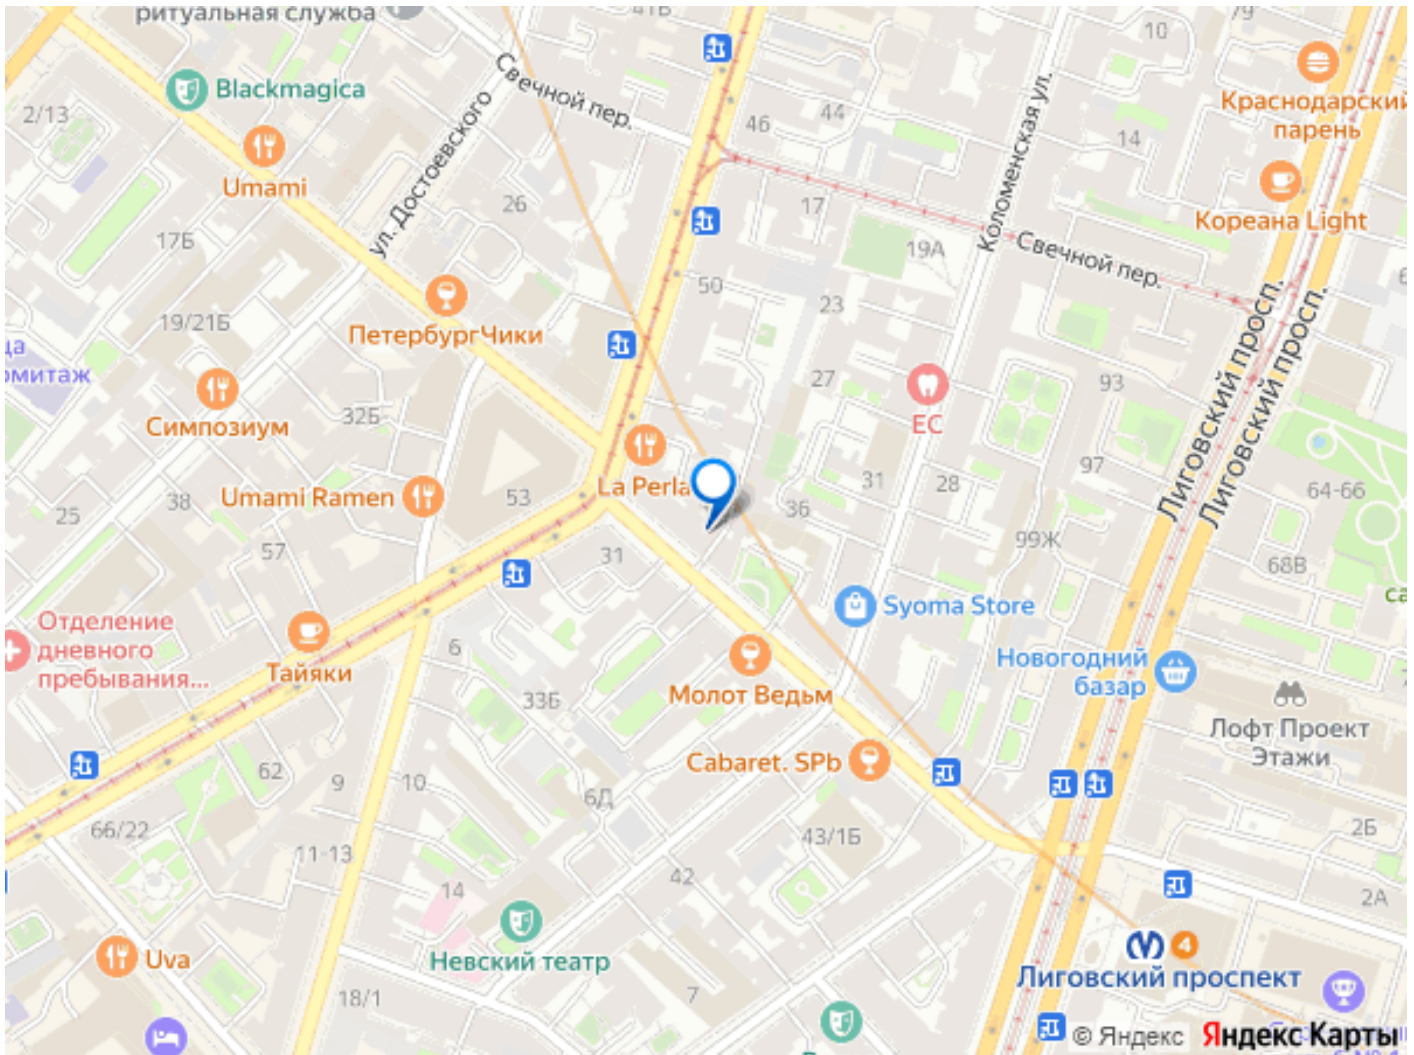 ритуальная служба
41Б
10
79
Blackmagica
2/13
Свечной пер.
46
44
14
Краснодарский
парень
Umami
ул. Достоевского
26
17
Коломенская ул.
Кореана Light
17Б
19А
Свечной пер.
50
23
19/21Б
ПетербургЧики
омитаж
Симпозиум
32Б
27
ЕС
93
Лиговский просп.
Лиговский просп.
La Perla
Umami Ramen
53
38
25
57
31
36
31
28
97
64-66
99Ж
68В
Syoma Store
Отделение
дневного
пребывания...
Тайяки
6
33Б
Молот Ведьм
Новогодний
базар
Лофт Проект
Этажи
Cabaret. SPb
62
9
10
6Д
66/22
11-13
43/1Б
2Б
14
42
2А
Невский театр
Uva
18/1
7
4
Лиговский проспект
© Яндекс
Яндекс Карты